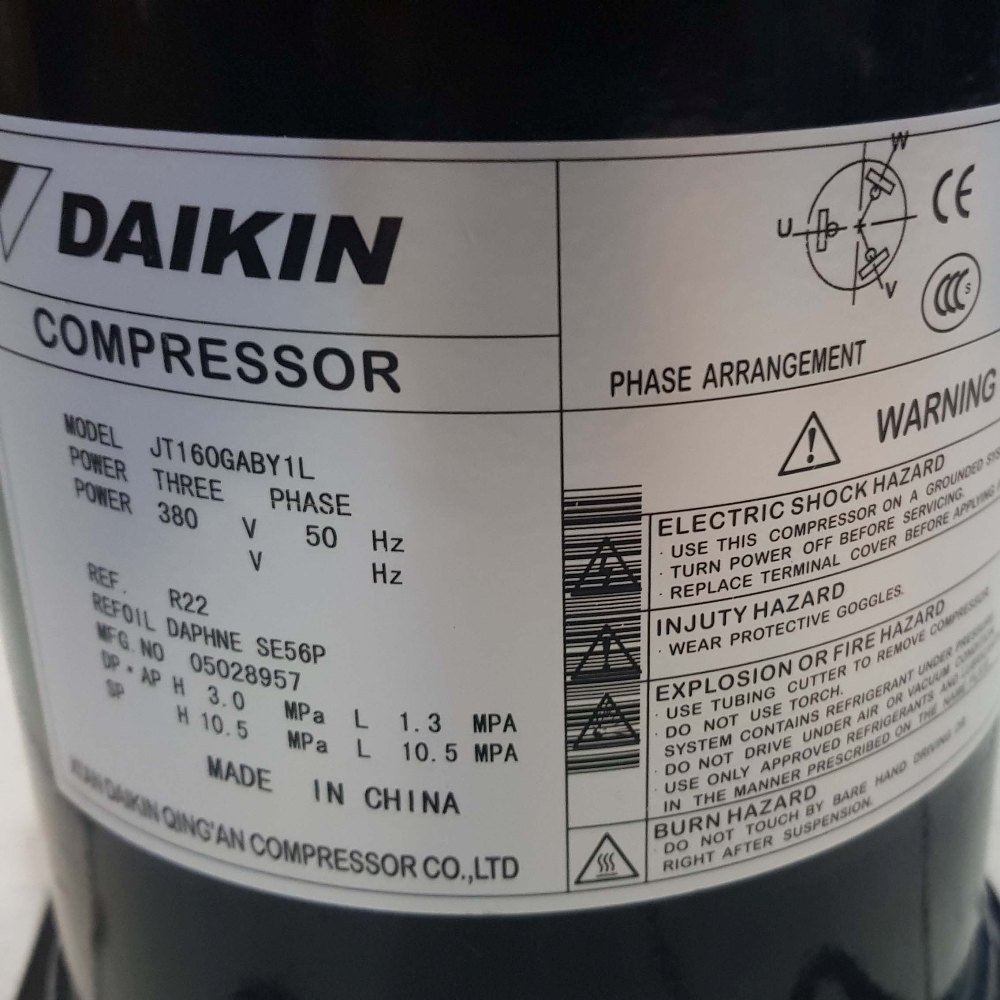 DAIKIN
COMPRESSOR
MODEL JT160GABY1L
POWER THREE PHASE
POWER 380 V 50 Hz
V Hz
REF. R22
REFOIL DAPHNE SE56P
MFG.NO 05028957
DP・AP H 3.0 MPa L 1.3 MPA
SP H 10.5 MPa L 10.5 MPA
MADE IN CHINA
DAIKIN QING'AN COMPRESSOR CO.,LTD
W
U
V
CE
CCC S
PHASE ARRANGEMENT
WARNING
ELECTRIC SHOCK HAZARD
· USE THIS COMPRESSOR ON A GROUNDED
· TURN POWER OFF BEFORE SERVICING.
· REPLACE TERMINAL COVER BEFORE APPLYING
INJUTY HAZARD
· WEAR PROTECTIVE GOGGLES.
EXPLOSION OR FIRE HAZARD
· USE TUBING CUTTER TO REMOVE COMPRESSOR.
· DO NOT USE TORCH.
SYSTEM CONTAINS REFRIGERANT UNDER
· DO NOT DRIVE UNDER AIR OR VACUUM
· USE ONLY APPROVED REFRIGERANTS AND
IN THE MANNER PRESCRIBED ON THE NAME
BURN HAZARD
· DO NOT TOUCH BY BARE HAND DRIVING OR
RIGHT AFTER SUSPENSION.